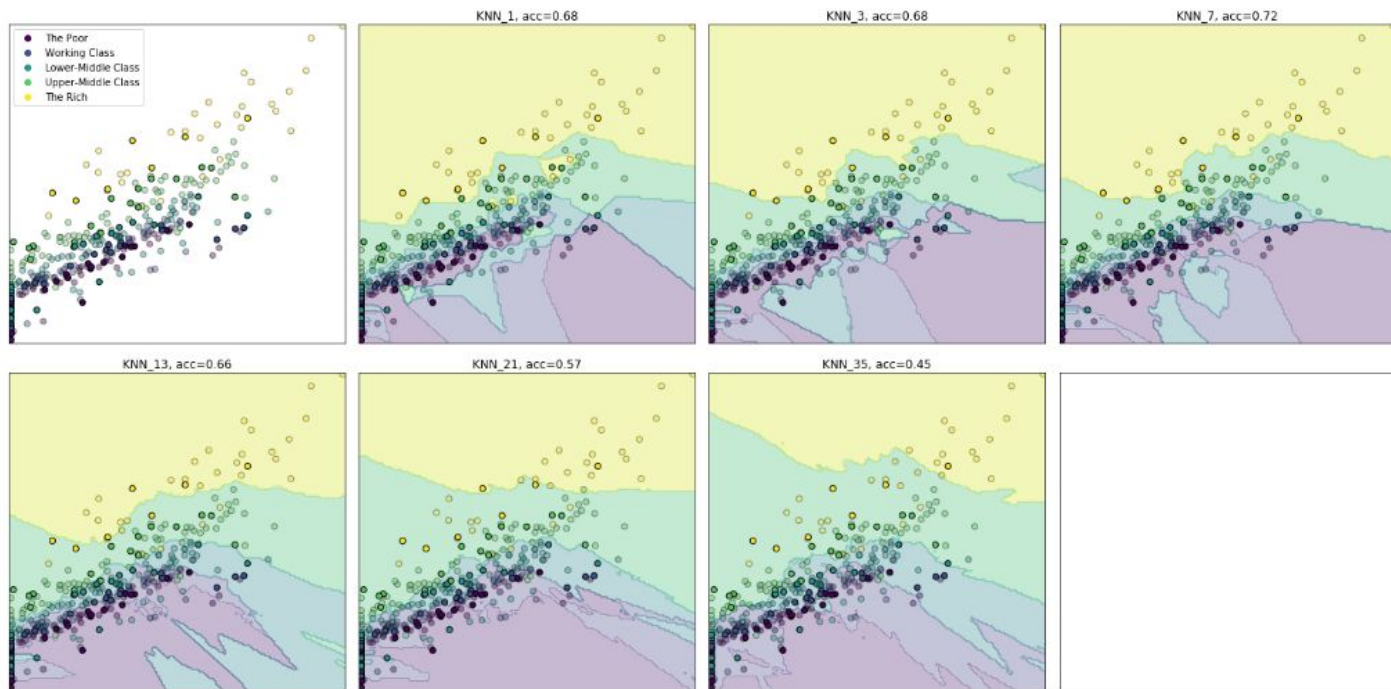 KNN_1, acc=0.68
KNN_3, acc=0.68
KNN_7, acc=0.72
The Poor
Working Class
Lower-Middle Class
Upper-Middle Class
The Rich
KNN_13, acc=0.66
KNN_21, acc=0.57
KNN_35, acc=0.45